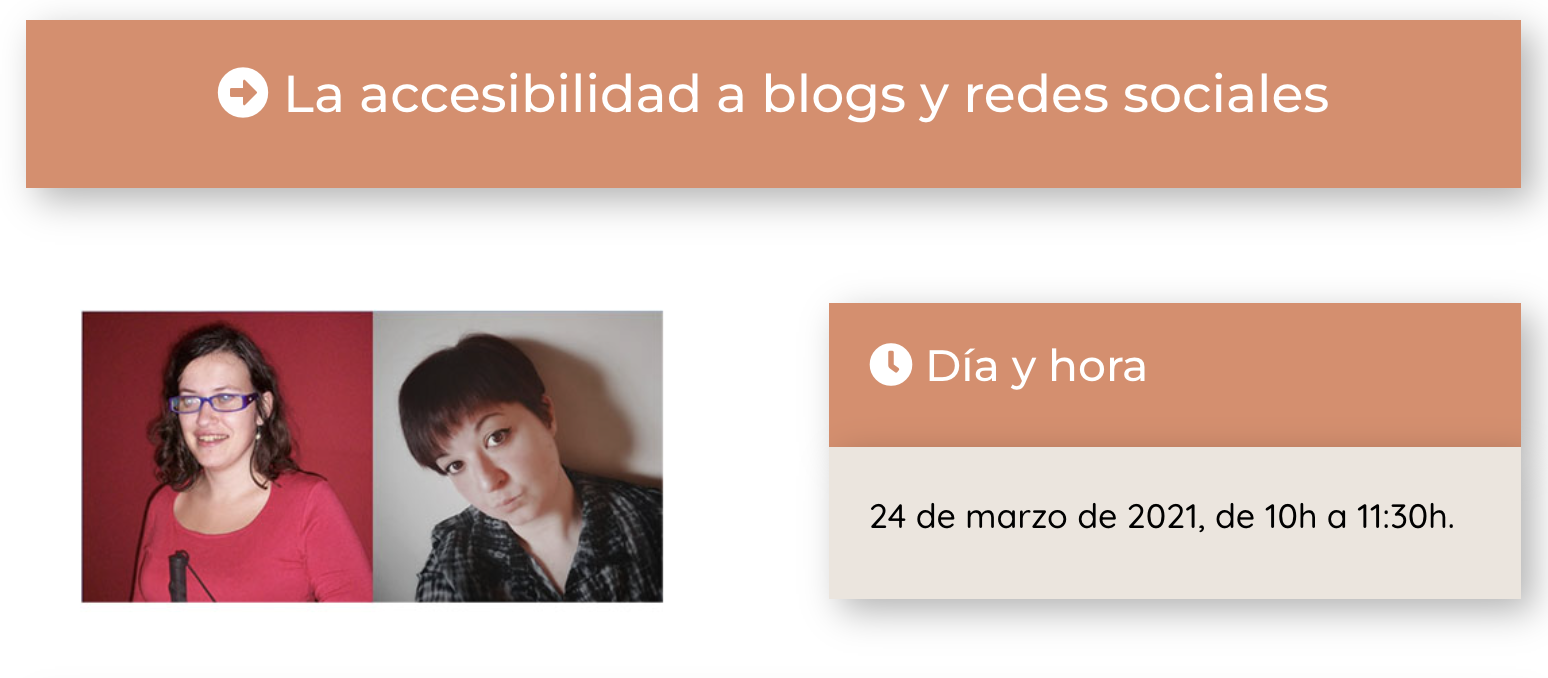 La accesibilidad a blogs y redes sociales
Día y hora
24 de marzo de 2021, de 10h a 11:30h.